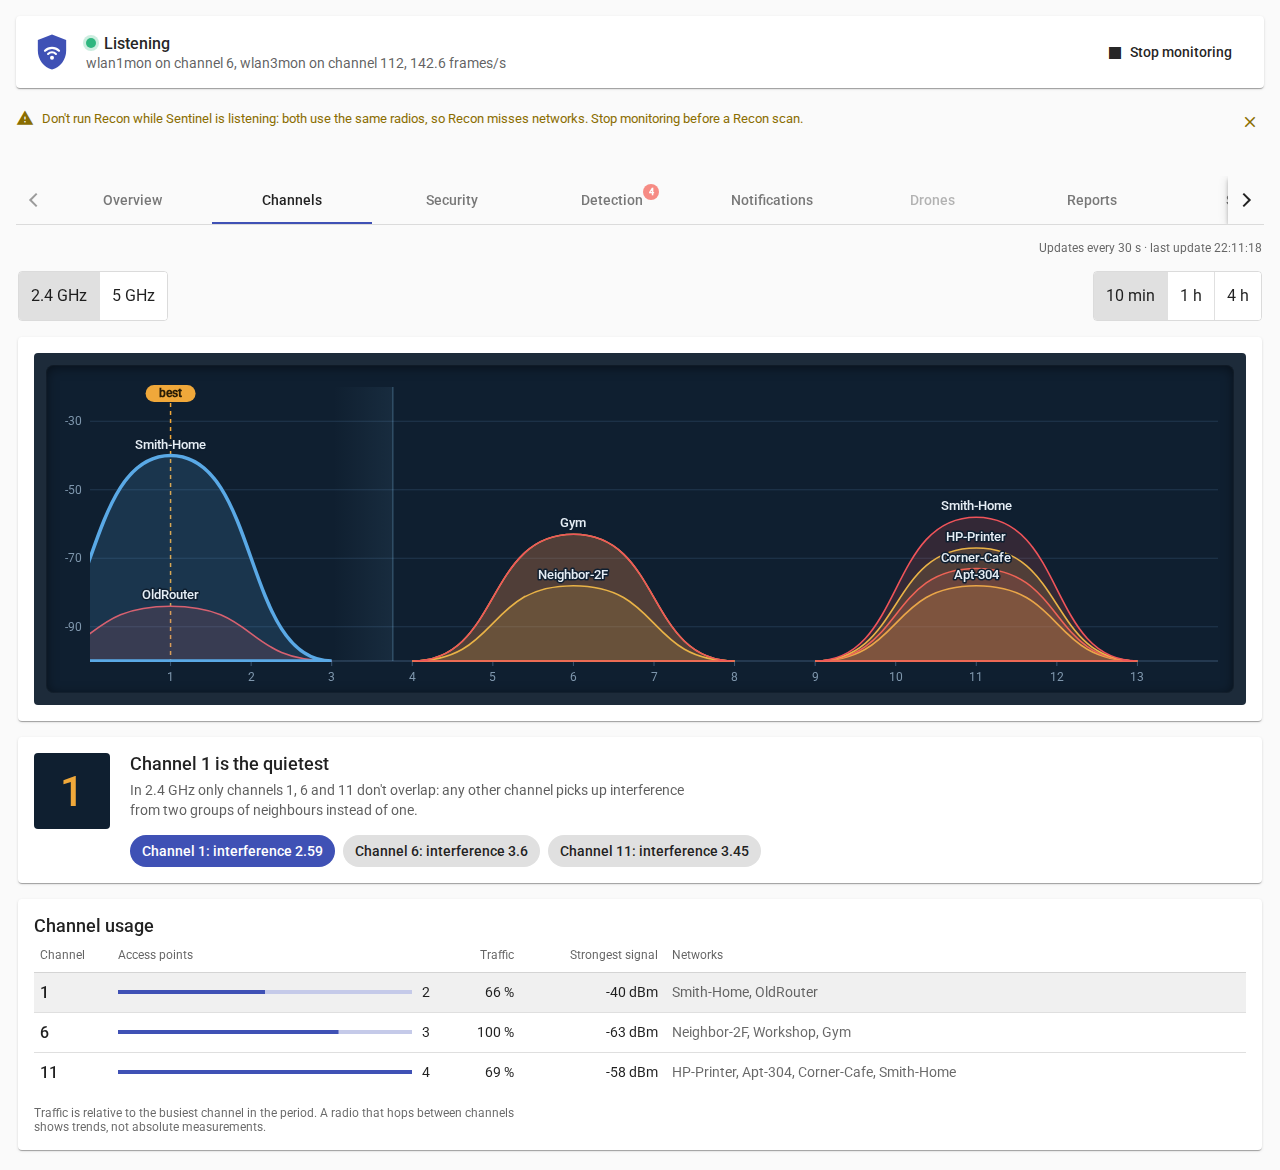 Listening
wlan1mon on channel 6, wlan3mon on channel 112, 142.6 frames/s
Stop monitoring
Don't run Recon while Sentinel is listening: both use the same radios, so Recon misses networks. Stop monitoring before a Recon scan.
Overview Channels Security Detection 4 Notifications Drones Reports
Updates every 30 s · last update 22:11:18
2.4 GHz 5 GHz 10 min 1 h 4 h
best
-30
Smith-Home
-50
Smith-Home
Gym
HP-Printer
-70
Corner-Cafe
Neighbor-2F
Apt-304
OldRouter
-90
1 2 3 4 5 6 7 8 9 10 11 12 13
1
Channel 1 is the quietest
In 2.4 GHz only channels 1, 6 and 11 don't overlap: any other channel picks up interference
from two groups of neighbours instead of one.
Channel 1: interference 2.59 Channel 6: interference 3.6 Channel 11: interference 3.45
Channel usage
Channel Access points Traffic Strongest signal Networks
1 2 66 % -40 dBm Smith-Home, OldRouter
6 3 100 % -63 dBm Neighbor-2F, Workshop, Gym
11 4 69 % -58 dBm HP-Printer, Apt-304, Corner-Cafe, Smith-Home
Traffic is relative to the busiest channel in the period. A radio that hops between channels
shows trends, not absolute measurements.